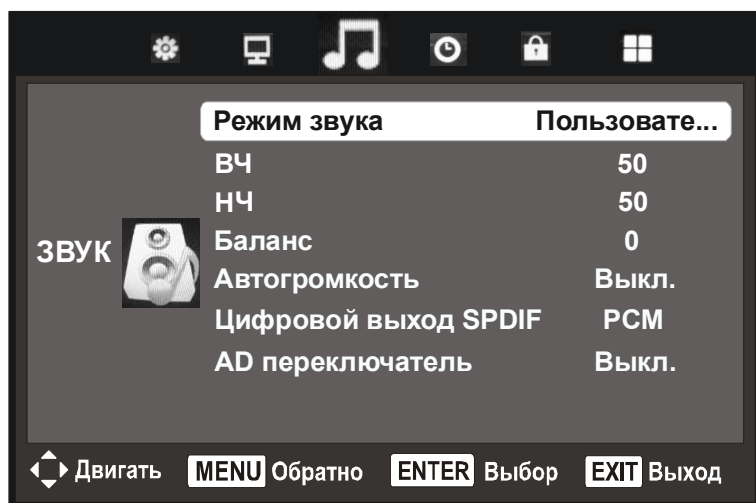 Режим звука Пользовате...
ВЧ 50
НЧ 50
ЗВУК
Баланс 0
Автогромкость Выкл.
Цифровой выход SPDIF PCM
AD переключатель Выкл.
Двигать MENU Обратно ENTER Выбор EXIT Выход